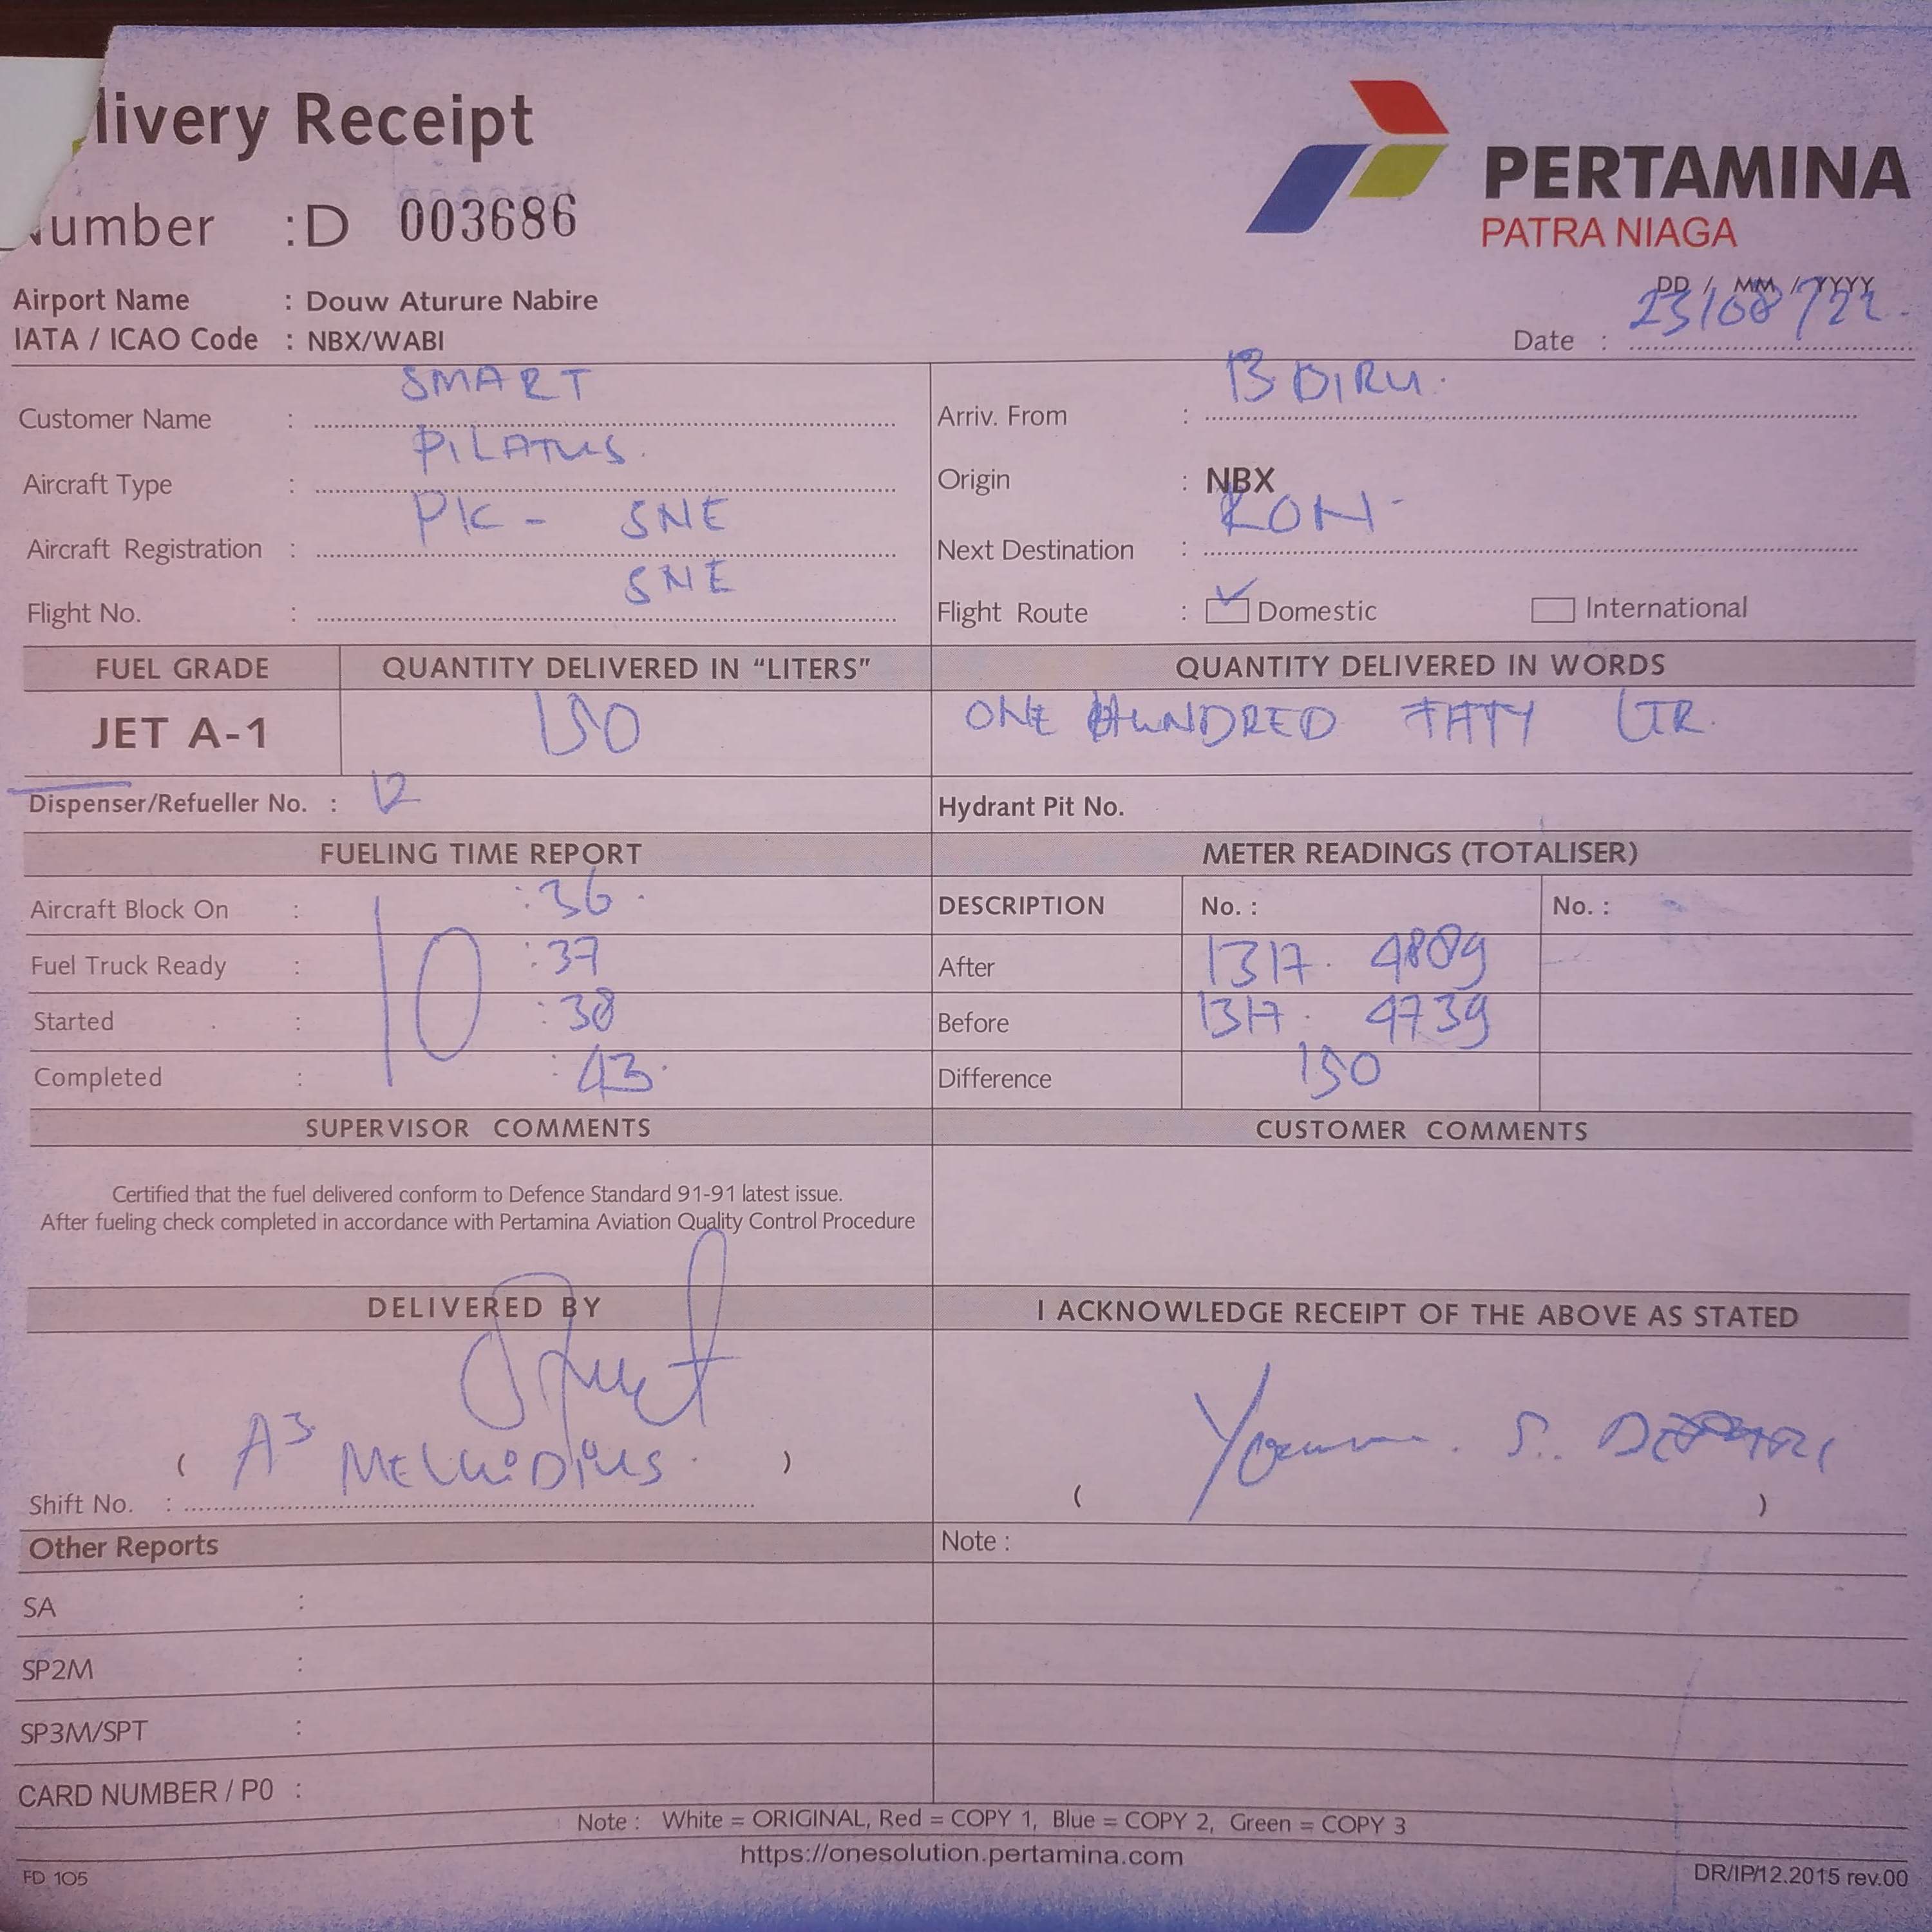 livery Receipt
umber : D 003686
PERTAMINA
PATRA NIAGA
Airport Name : Douw Aturure Nabire
IATA / ICAO Code : NBX/WABI
DD / MM / YYYY
Date : 23/08/22.
Customer Name : SMART
Aircraft Type : PILATUS.
Aircraft Registration : PK - SNE
Flight No. : SNE
Arriv. From : BDIRU.
Origin : NBX
Next Destination :
Flight Route : Domestic International
FUEL GRADE QUANTITY DELIVERED IN “LITERS” QUANTITY DELIVERED IN WORDS
JET A-1 150 ONE HUNDRED LTR.
Dispenser/Refueller No. : 12 Hydrant Pit No.
FUELING TIME REPORT METER READINGS (TOTALISER)
Aircraft Block On : 10 :36. DESCRIPTION No. : No. :
Fuel Truck Ready : :37 After 1317. 4889
Started : :38 Before 1317. 4739
Completed : :43. Difference 150
SUPERVISOR COMMENTS CUSTOMER COMMENTS
Certified that the fuel delivered conform to Defence Standard 91-91 latest issue.
After fueling check completed in accordance with Pertamina Aviation Quality Control Procedure
DELIVERED BY I ACKNOWLEDGE RECEIPT OF THE ABOVE AS STATED
( A3 )
Shift No. :
( S. )
Other Reports Note :
SA :
SP2M :
SP3M/SPT :
CARD NUMBER / P0 :
Note : White = ORIGINAL, Red = COPY 1, Blue = COPY 2, Green = COPY 3
https://onesolution.pertamina.com
FD 105 DR/IP/12.2015 rev.00